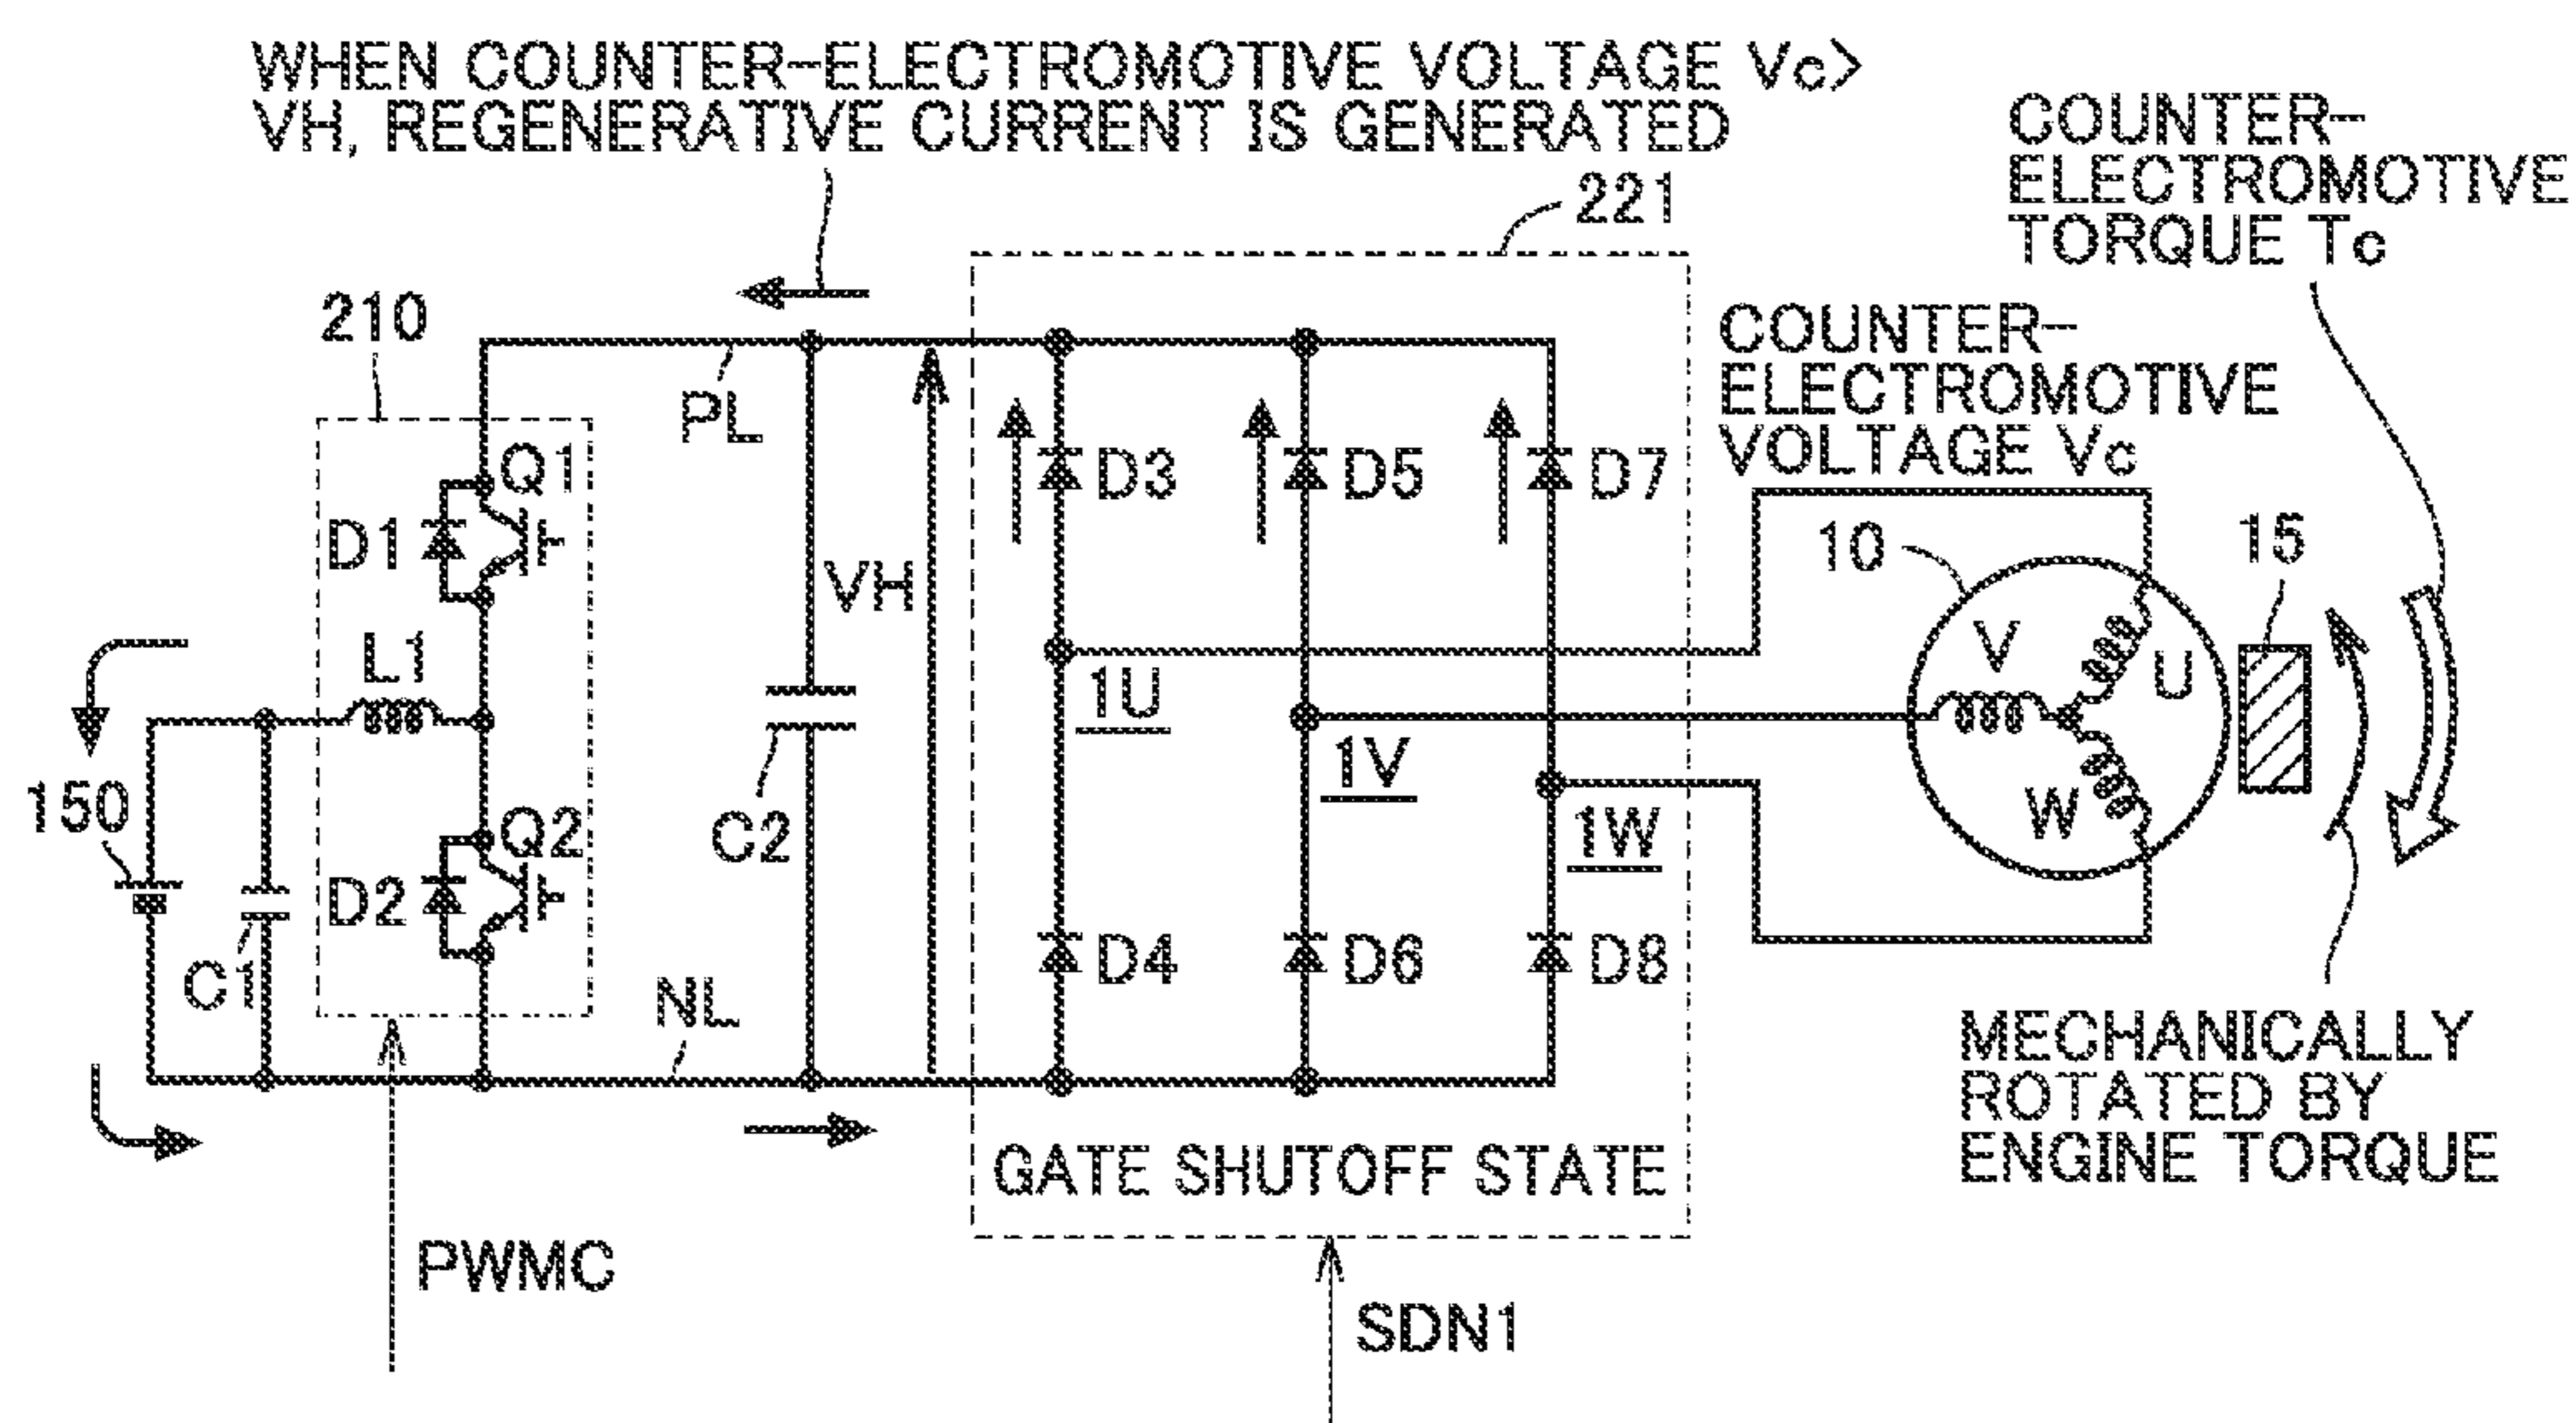 WHEN COUNTER-ELECTROMOTIVE VOLTAGE Vc>
VH, REGENERATIVE CURRENT IS GENERATED
COUNTER-
ELECTROMOTIVE
TORQUE Tc
221
210
COUNTER-
ELECTROMOTIVE
VOLTAGE Vc
PL
Q1
D1
D3
D5
D7
10
15
VH
L1
V
U
1U
1V
150
Q2
C2
1W
W
D2
C1
D4
D6
D8
NL
MECHANICALLY
ROTATED BY
ENGINE TORQUE
GATE SHUTOFF STATE
PWMC
SDN1